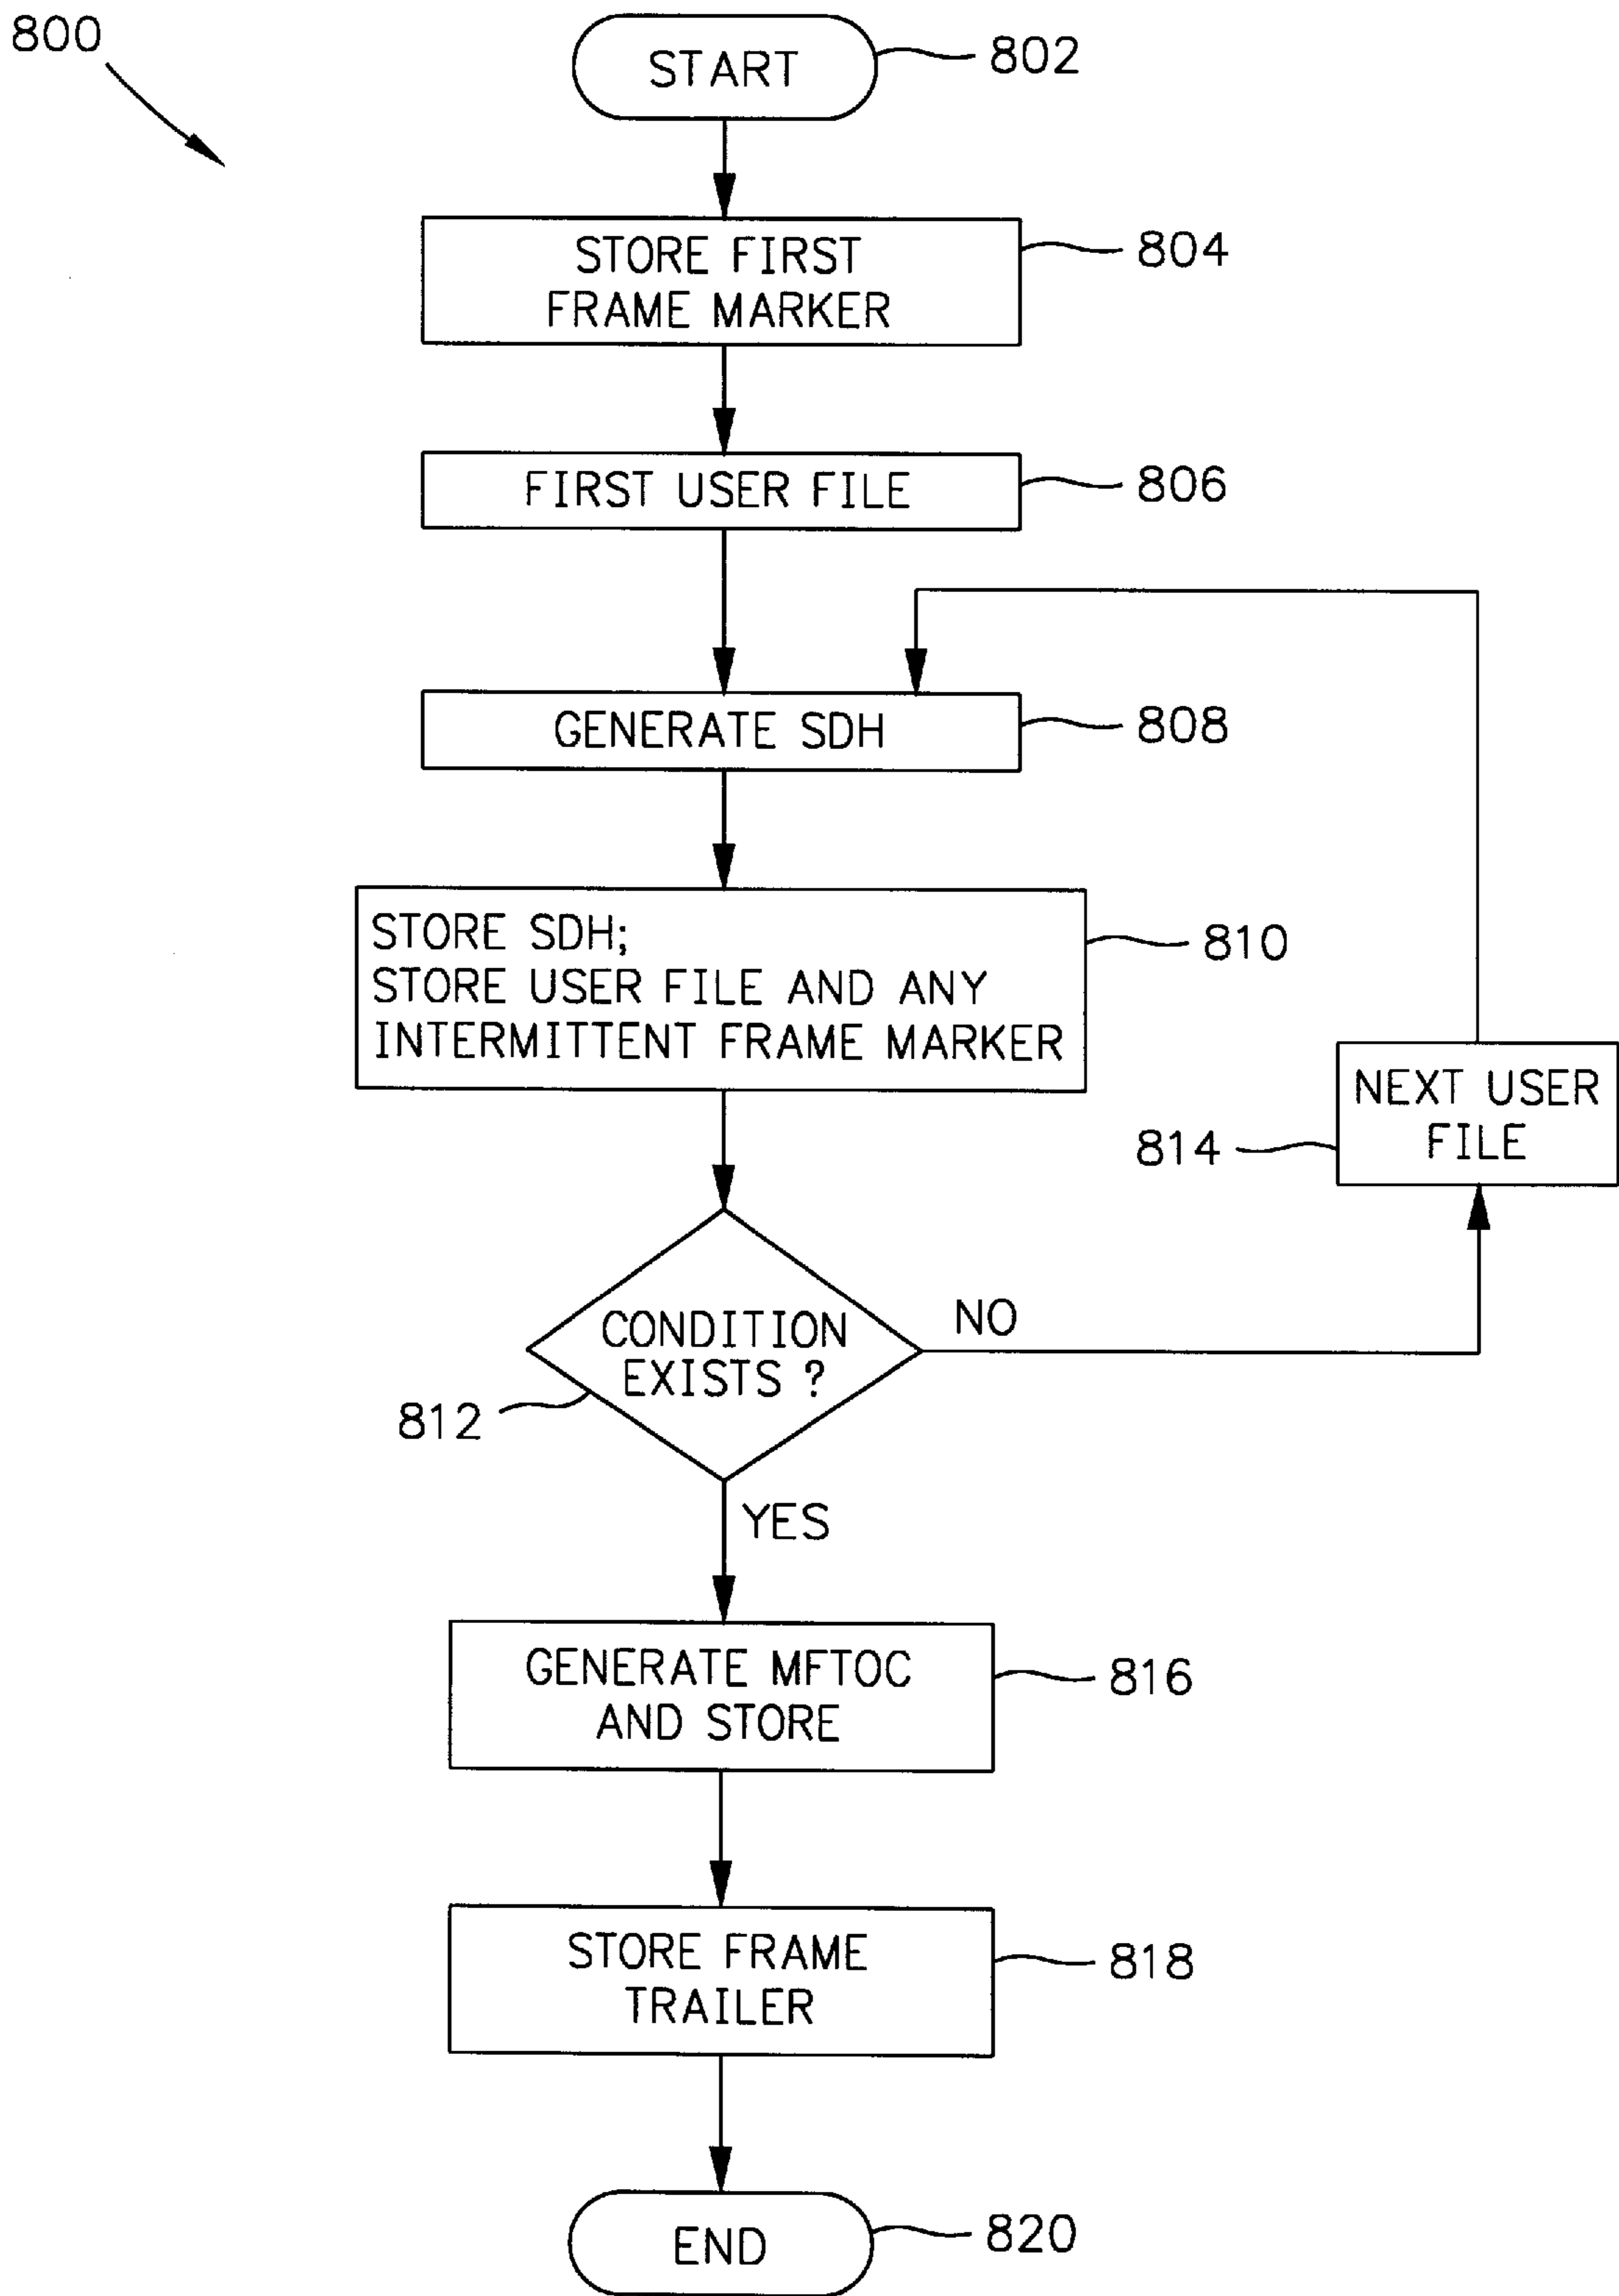 800
START
802
STORE FIRST
FRAME MARKER
804
FIRST USER FILE
806
GENERATE SDH
808
STORE SDH;
STORE USER FILE AND ANY
INTERMITTENT FRAME MARKER
810
NEXT USER
FILE
814
CONDITION
EXISTS ?
812
NO
YES
GENERATE MFTOC
AND STORE
816
STORE FRAME
TRAILER
818
END
820